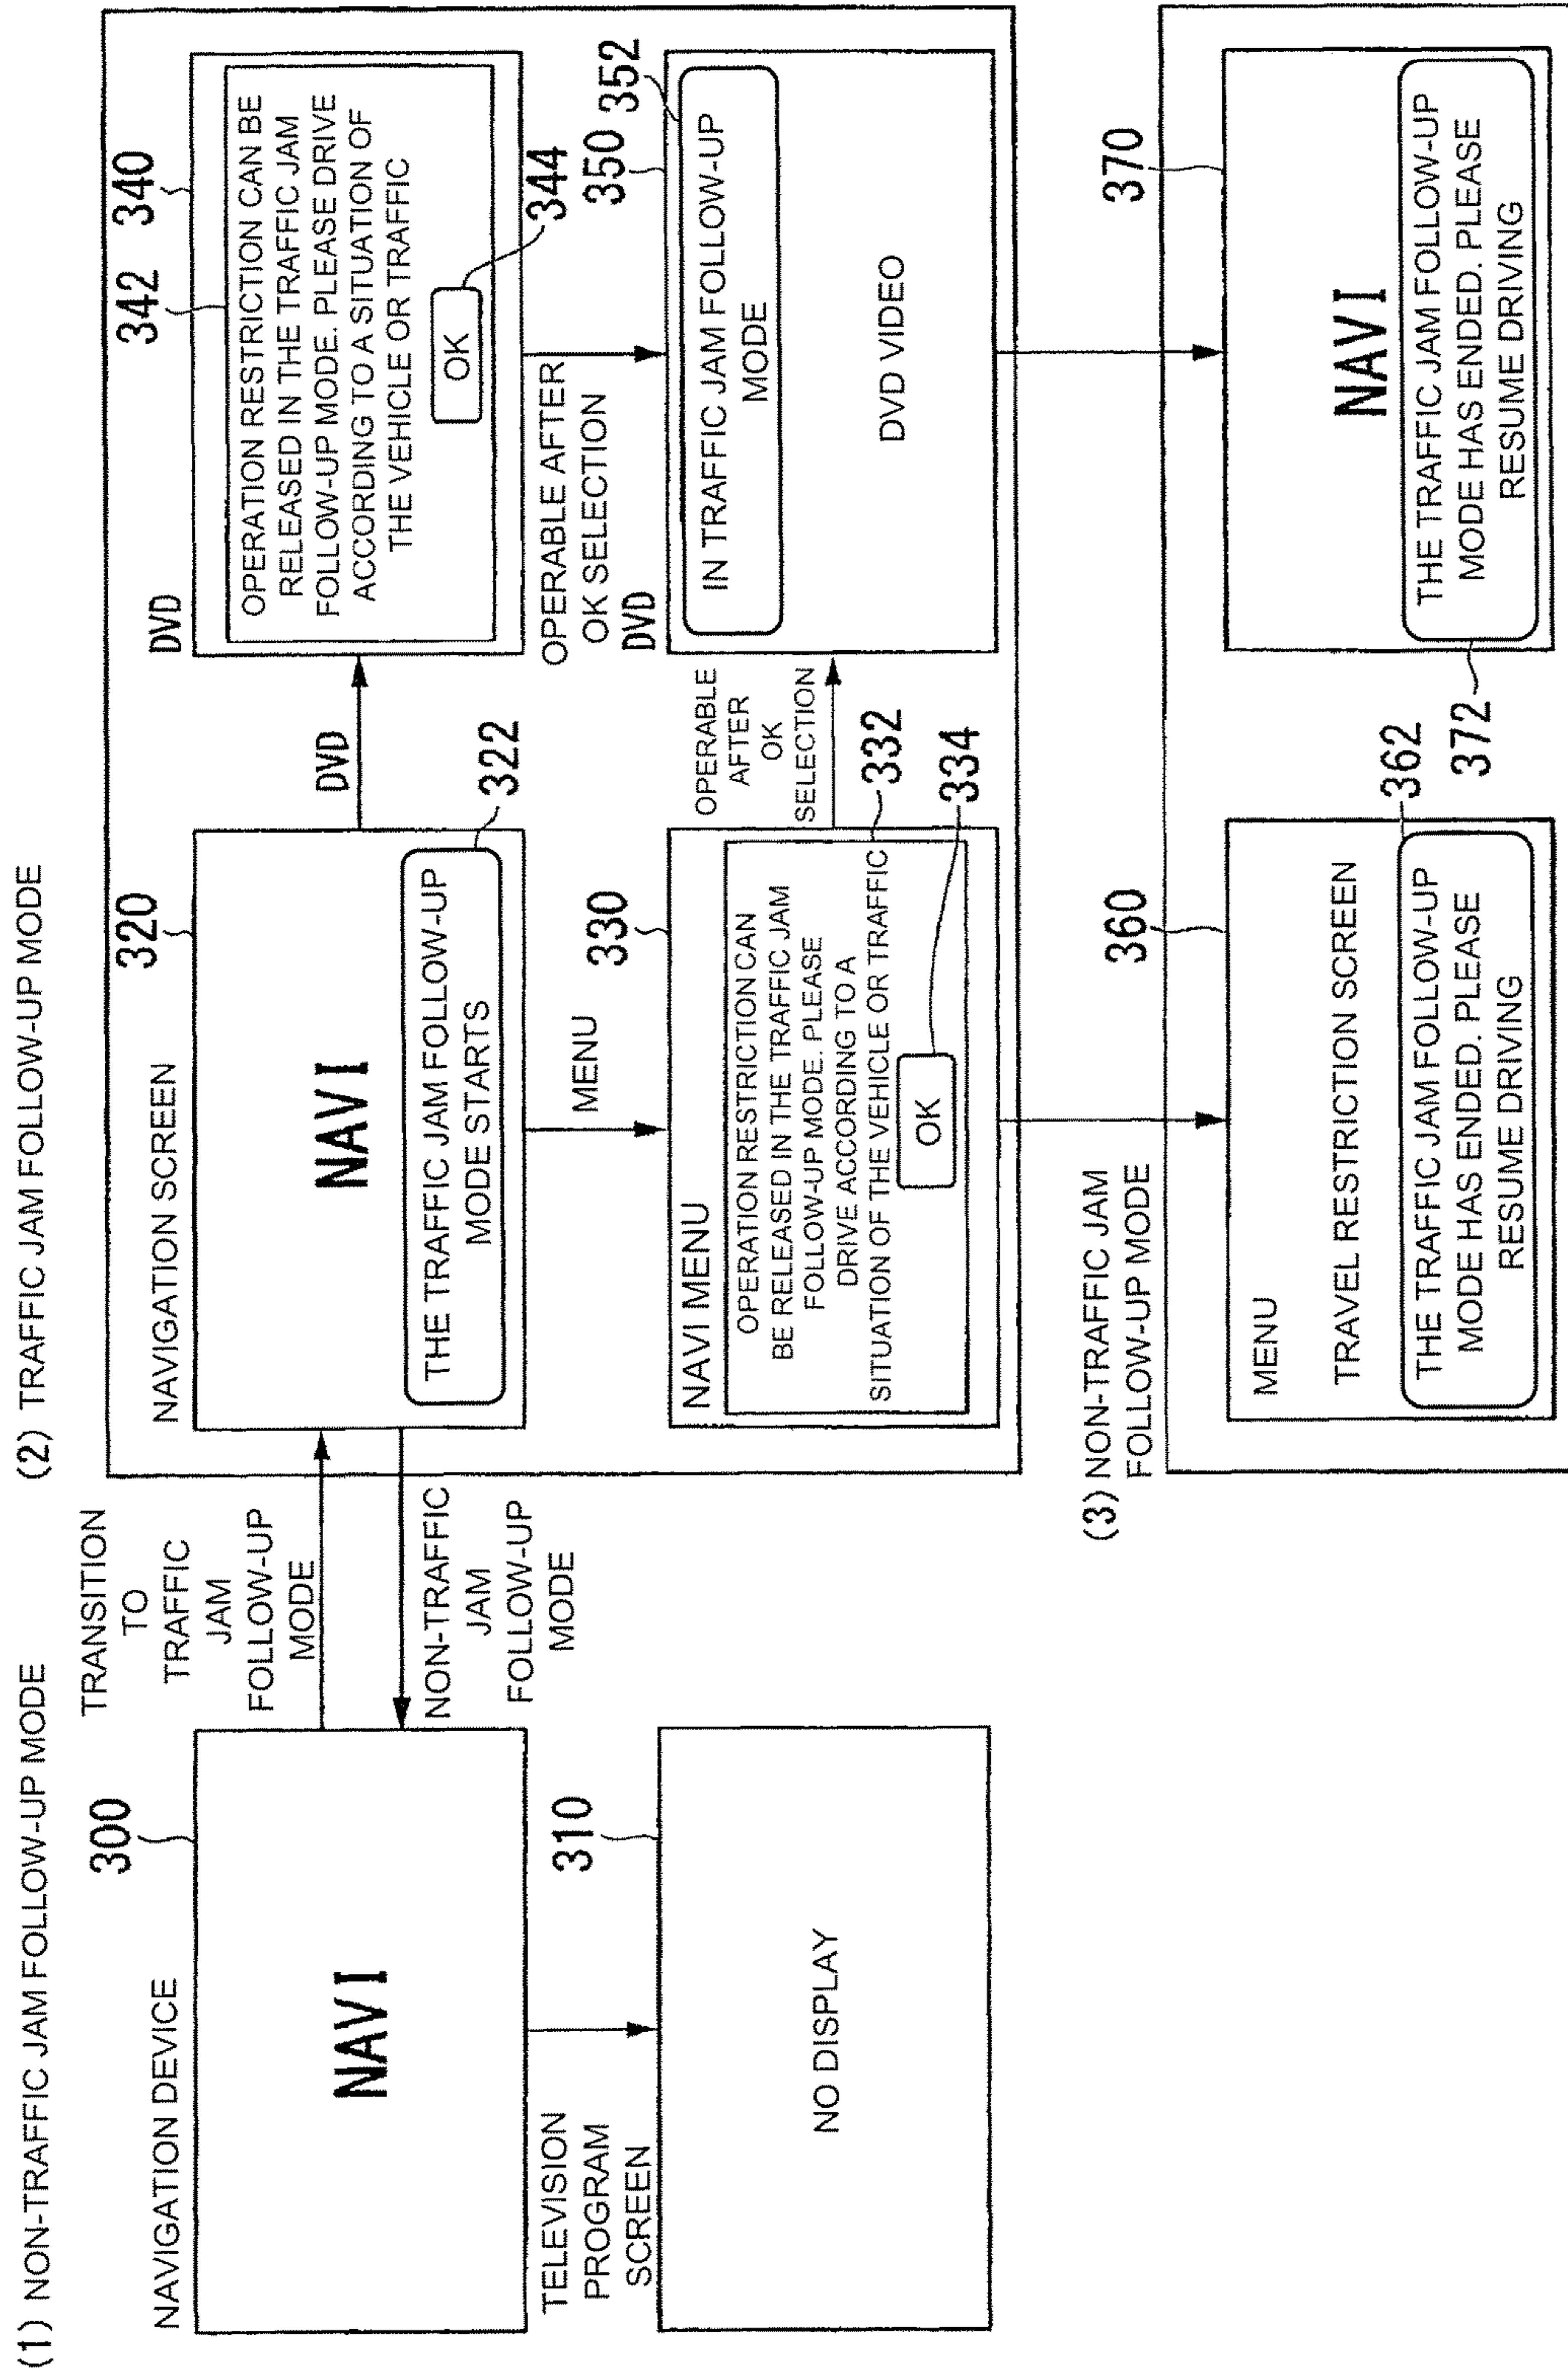 (1) NON-TRAFFIC JAM FOLLOW-UP MODE
NAVIGATION DEVICE
300
NAVI
TELEVISION
PROGRAM
SCREEN
310
NO DISPLAY
TRANSITION
TO
TRAFFIC
JAM
FOLLOW-UP
MODE
NON-TRAFFIC
JAM
FOLLOW-UP
MODE
(2) TRAFFIC JAM FOLLOW-UP MODE
NAVIGATION SCREEN
320
NAVI
THE TRAFFIC JAM FOLLOW-UP
MODE STARTS
322
DVD
DVD
342
340
OPERATION RESTRICTION CAN BE
RELEASED IN THE TRAFFIC JAM
FOLLOW-UP MODE. PLEASE DRIVE
ACCORDING TO A SITUATION OF
THE VEHICLE OR TRAFFIC
OK
344
MENU
330
NAVI MENU
OPERATION RESTRICTION CAN
BE RELEASED IN THE TRAFFIC JAM
FOLLOW-UP MODE. PLEASE
DRIVE ACCORDING TO A
SITUATION OF THE VEHICLE OR TRAFFIC
OK
332
334
OPERABLE
AFTER
OK
SELECTION
OPERABLE AFTER
OK SELECTION
DVD
350
352
IN TRAFFIC JAM FOLLOW-UP
MODE
DVD VIDEO
(3) NON-TRAFFIC JAM
FOLLOW-UP MODE
360
MENU
TRAVEL RESTRICTION SCREEN
THE TRAFFIC JAM FOLLOW-UP
MODE HAS ENDED. PLEASE
RESUME DRIVING
362
370
NAVI
THE TRAFFIC JAM FOLLOW-UP
MODE HAS ENDED. PLEASE
RESUME DRIVING
372